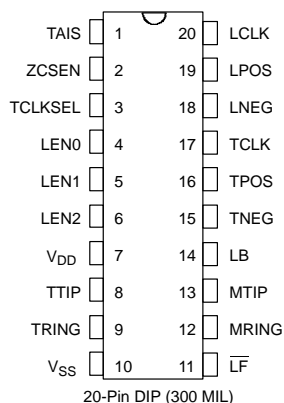 TAIS 1 20 LCLK
ZCSEN 2 19 LPOS
TCLKSEL 3 18 LNEG
LEN0 4 17 TCLK
LEN1 5 16 TPOS
LEN2 6 15 TNEG
VDD 7 14 LB
TTIP 8 13 MTIP
TRING 9 12 MRING
VSS 10 11 L̅F̅
20-Pin DIP (300 MIL)